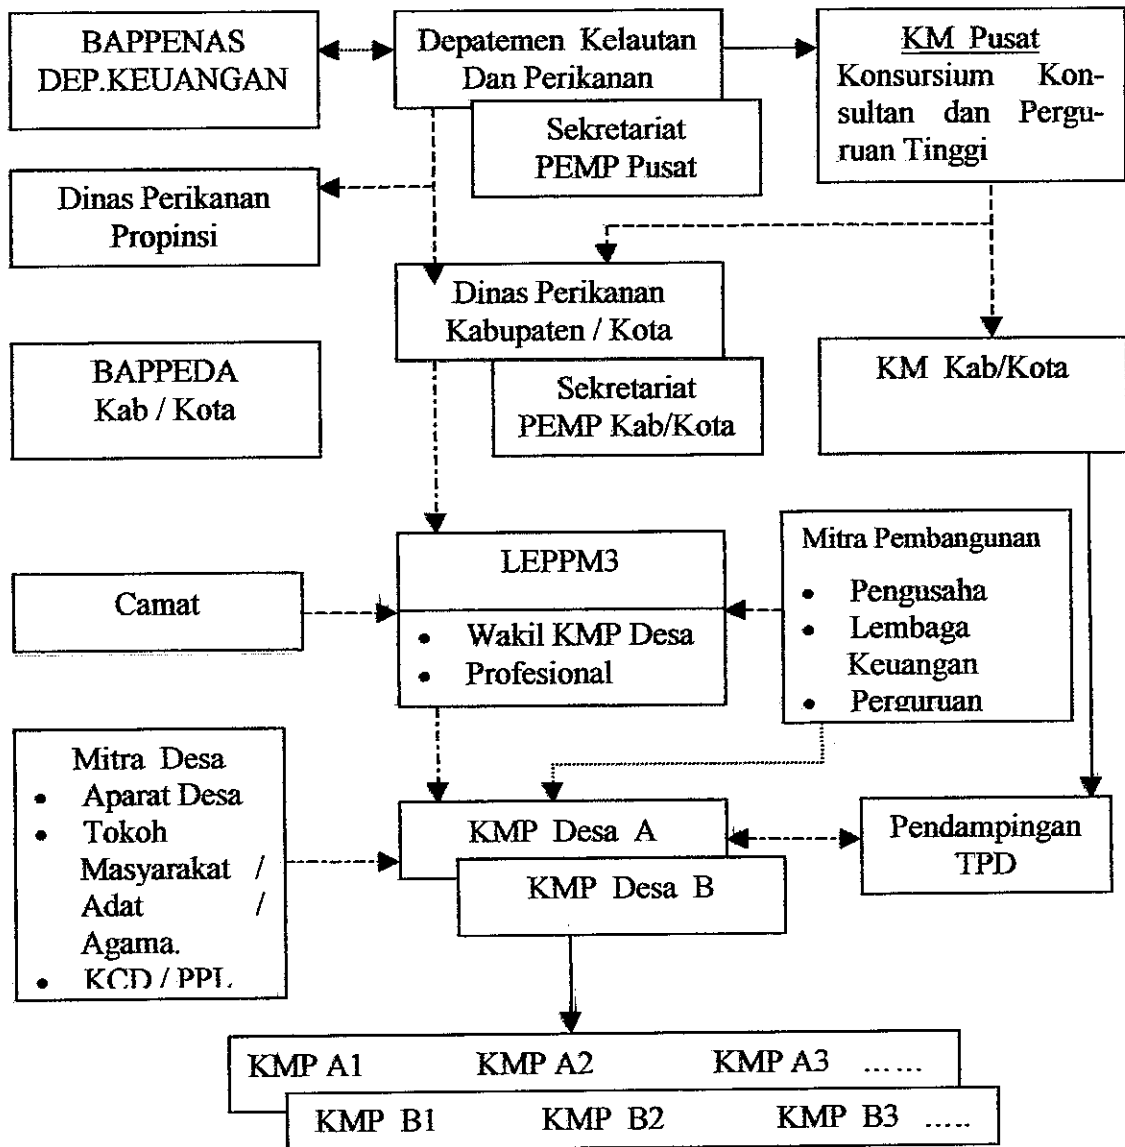 BAPPENAS
DEP.KEUANGAN
Depatemen Kelautan
Dan Perikanan
Sekretariat
PEMP Pusat
KM Pusat
Konsursium Kon-
sultan dan Pergu-
ruan Tinggi
Dinas Perikanan
Propinsi
Dinas Perikanan
Kabupaten / Kota
Sekretariat
PEMP Kab/Kota
BAPPEDA
Kab / Kota
KM Kab/Kota
LEPPM3
• Wakil KMP Desa
• Profesional
Camat
Mitra Pembangunan
• Pengusaha
• Lembaga
Keuangan
• Perguruan
Mitra Desa
• Aparat Desa
• Tokoh
Masyarakat /
Adat /
Agama.
• KCD / PPL
KMP Desa A
KMP Desa B
Pendampingan
TPD
KMP A1 KMP A2 KMP A3 ......
KMP B1 KMP B2 KMP B3 .....